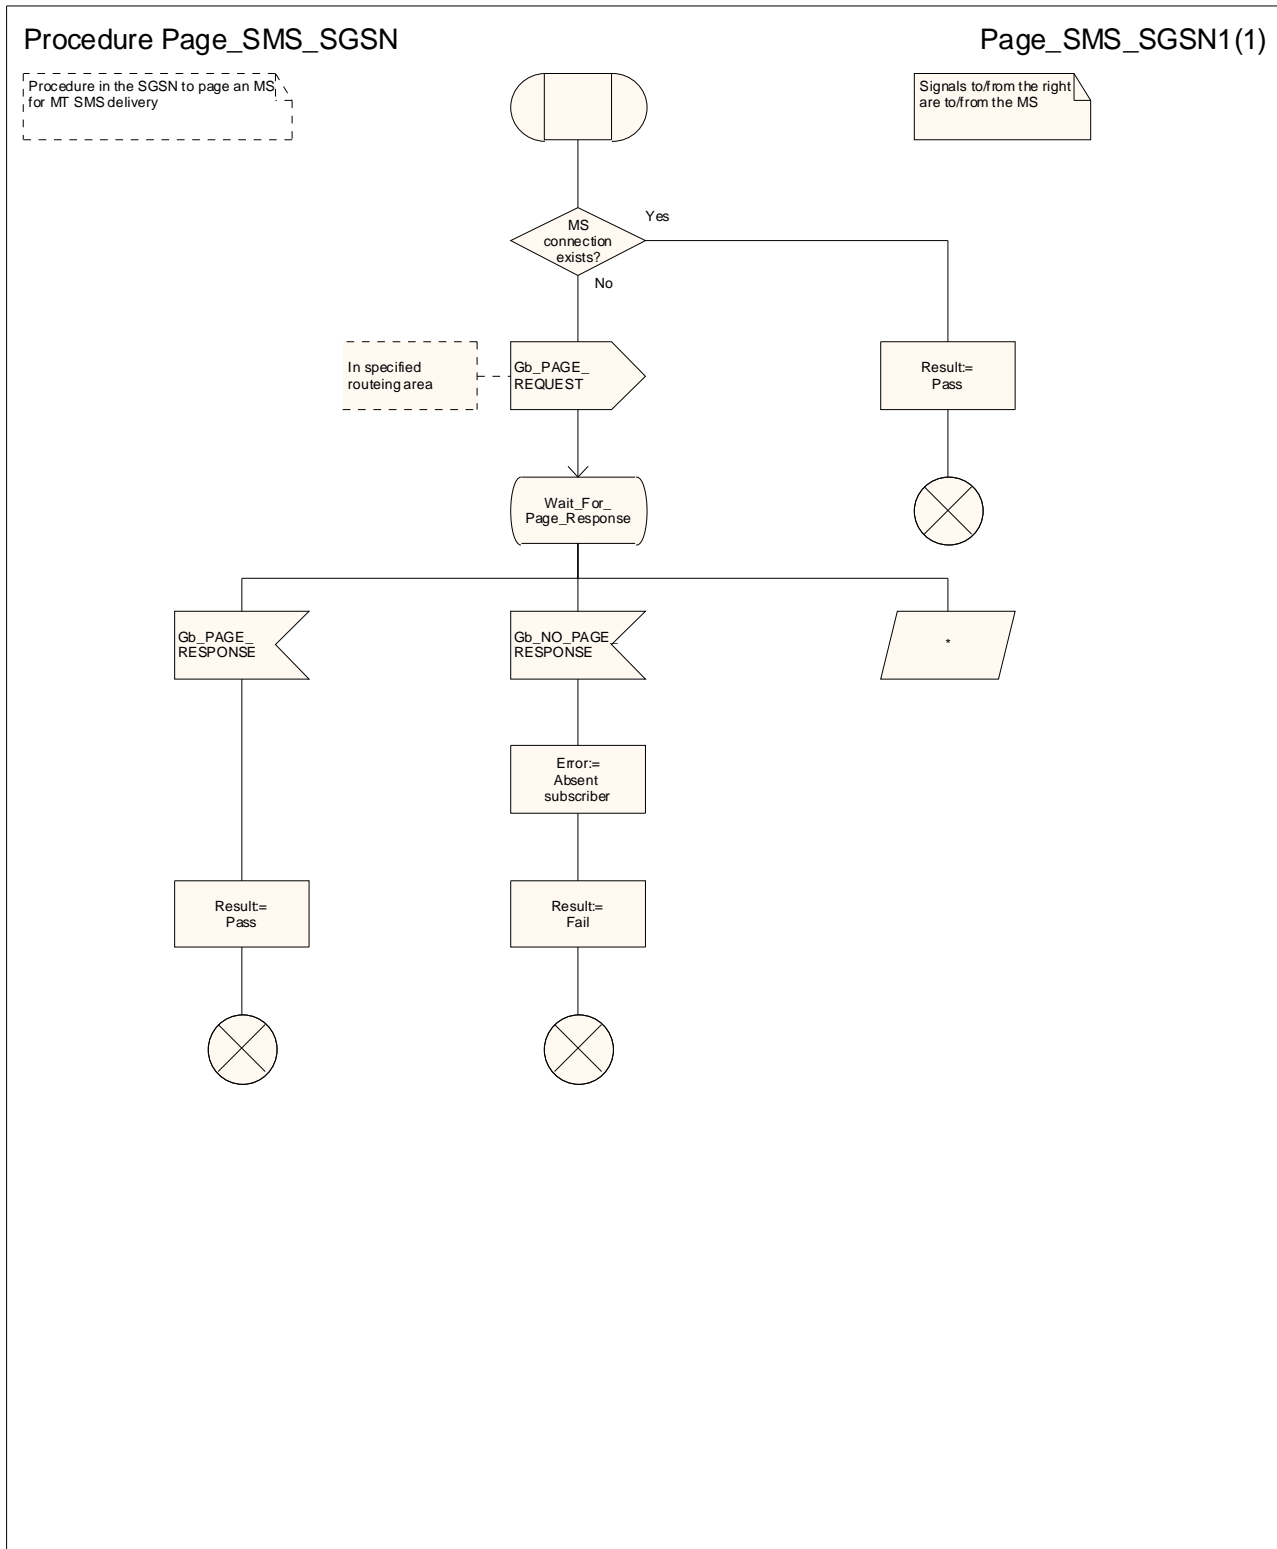 Procedure Page_SMS_SGSN
Page_SMS_SGSN1(1)
Procedure in the SGSN to page an MS
for MT SMS delivery
Signals to/from the right
are to/from the MS
MS
connection
exists?
Yes
No
In specified
routeing area
Gb_PAGE_
REQUEST
Result:=
Pass
Wait_For_
Page_Response
Gb_PAGE_
RESPONSE
Gb_NO_PAGE_
RESPONSE
*
Error:=
Absent
subscriber
Result:=
Pass
Result:=
Fail